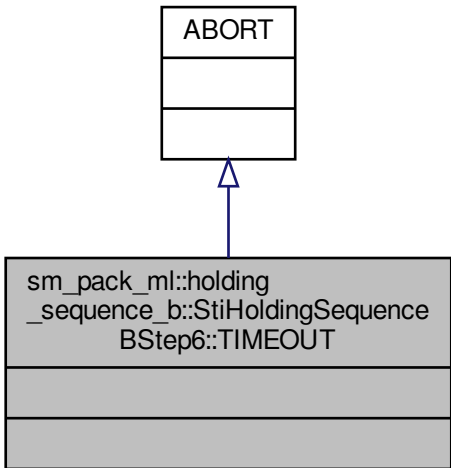 ABORT
sm_pack_ml::holding
_sequence_b::StiHoldingSequence
BStep6::TIMEOUT